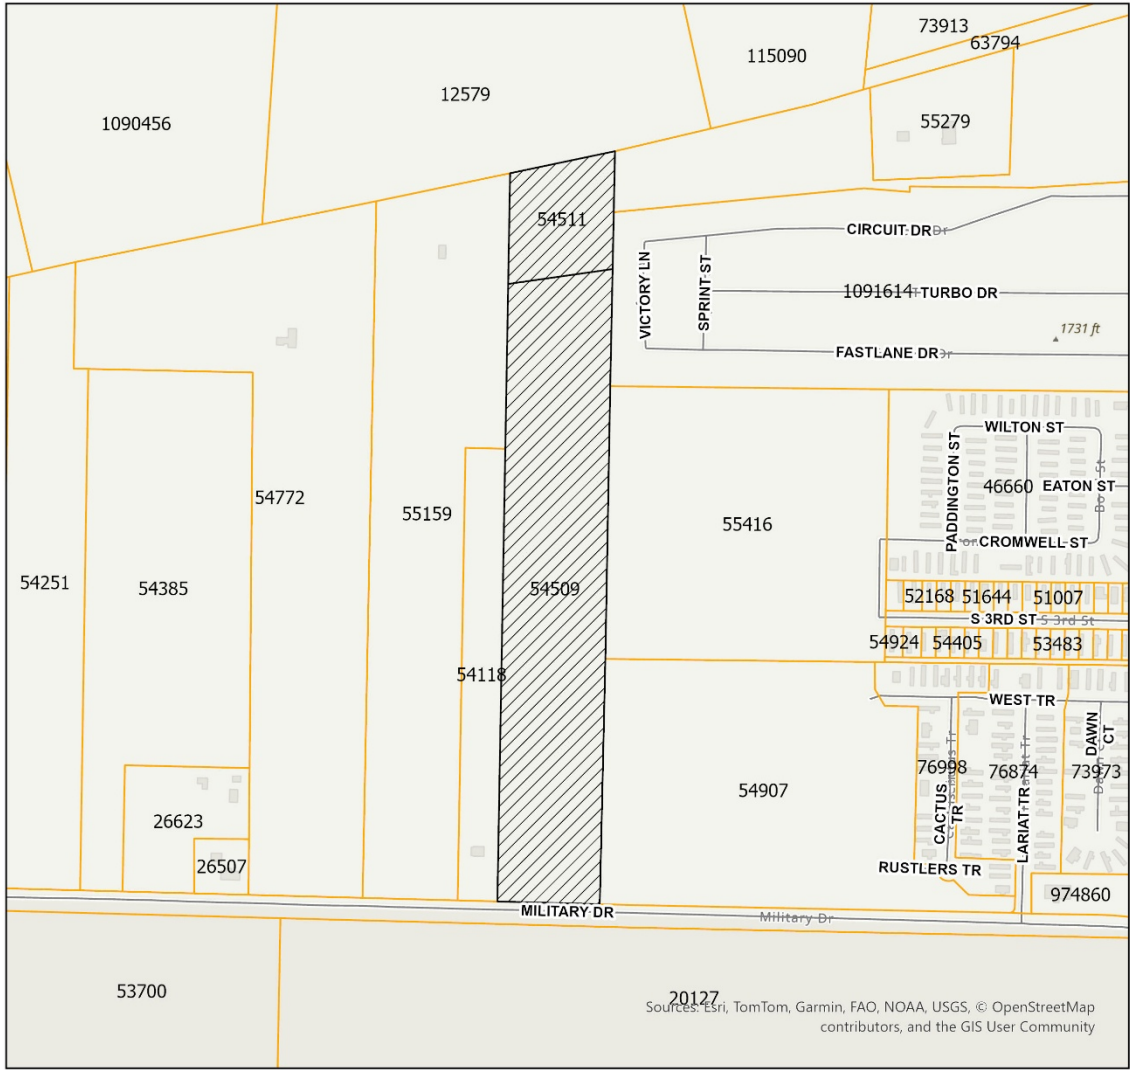 73913
63794
115090
12579
1090456
55279
54511
CIRCUIT DR
Dr
VICTORY LN
SPRINT ST
1091614
TURBO DR
1731 ft
FASTLANE DR
Dr
WILTON ST
PADDINGTON ST
46660
EATON ST
54772
55159
55416
CROMWELL ST
54251
54385
54509
52168
51644
51007
S 3RD ST
S 3rd St
54924
54405
53483
54118
WEST TR
DAWN CT
76998
76874
73973
CACTUS TR
LARIAT TR
54907
26623
26507
RUSTLERS TR
974860
MILITARY DR
Military Dr
53700
20127
Sources: Esri, TomTom, Garmin, FAO, NOAA, USGS, © OpenStreetMap
contributors, and the GIS User Community